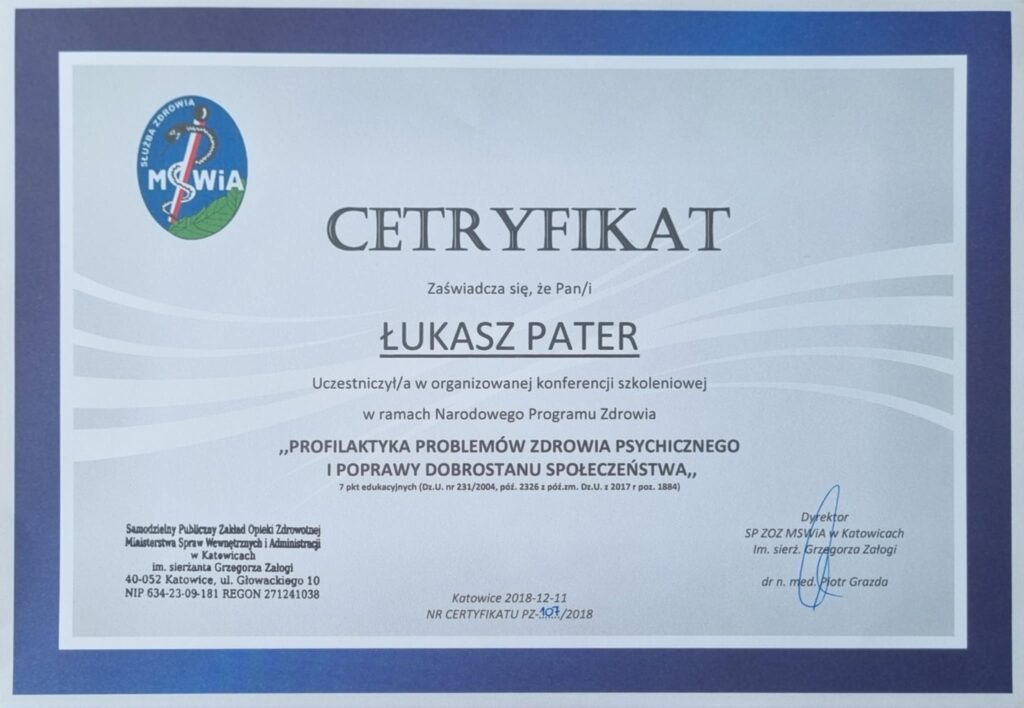 SŁUŻBA ZDROWIA
MSWiA
CETRYFIKAT
Zaświadcza się, że Pan/i
ŁUKASZ PATER
Uczestniczył/a w organizowanej konferencji szkoleniowej
w ramach Narodowego Programu Zdrowia
,,PROFILAKTYKA PROBLEMÓW ZDROWIA PSYCHICZNEGO
I POPRAWY DOBROSTANU SPOŁECZEŃSTWA,,
7 pkt edukacyjnych (Dz.U. nr 231/2004, póź. 2326 z póź.zm. Dz.U. z 2017 r poz. 1884)
Samodzielny Publiczny Zakład Opieki Zdrowotnej
Ministerstwa Spraw Wewnętrznych i Administracji
w Katowicach
im. sierżanta Grzegorza Załogi
40-052 Katowice, ul. Głowackiego 10
NIP 634-23-09-181 REGON 271241038
Dyrektor
SP ZOZ MSWiA w Katowicach
Im. sierż. Grzegorza Załogi
dr n. med. Piotr Grazda
Katowice 2018-12-11
NR CERTYFIKATU PZ-107/2018